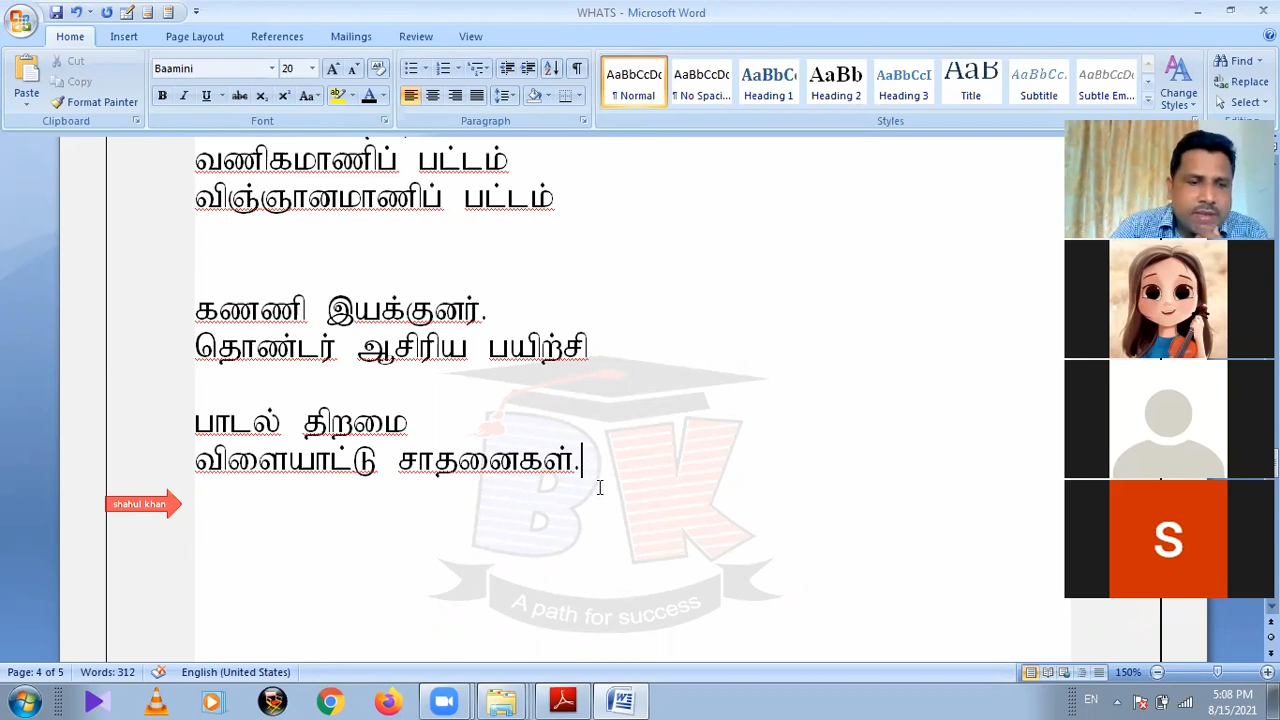 WHATS - Microsoft Word
Home Insert Page Layout References Mailings Review View
Paste Cut Copy Format Painter Clipboard
Baamini 20 Font
Paragraph
AaBbCcDc ¶ Normal
AaBbCcDc ¶ No Spaci...
AaBbC Heading 1
AaBb Heading 2
AaBbCcI Heading 3
AaB Title
AaBbCc. Subtitle
AaBbCcDc Subtle Em...
Styles
Change Styles
Find Replace Select
வணிகமாணிப் பட்டம்
விஞ்ஞானமாணிப் பட்டம்
கணணி இயக்குனர்.
தொண்டர் ஆசிரிய பயிற்சி
பாடல் திறமை
விளையாட்டு சாதனைகள்.
shahul khan
BK
A path for success
S
Page: 4 of 5 Words: 312 English (United States) 150%
EN 5:08 PM
8/15/2021